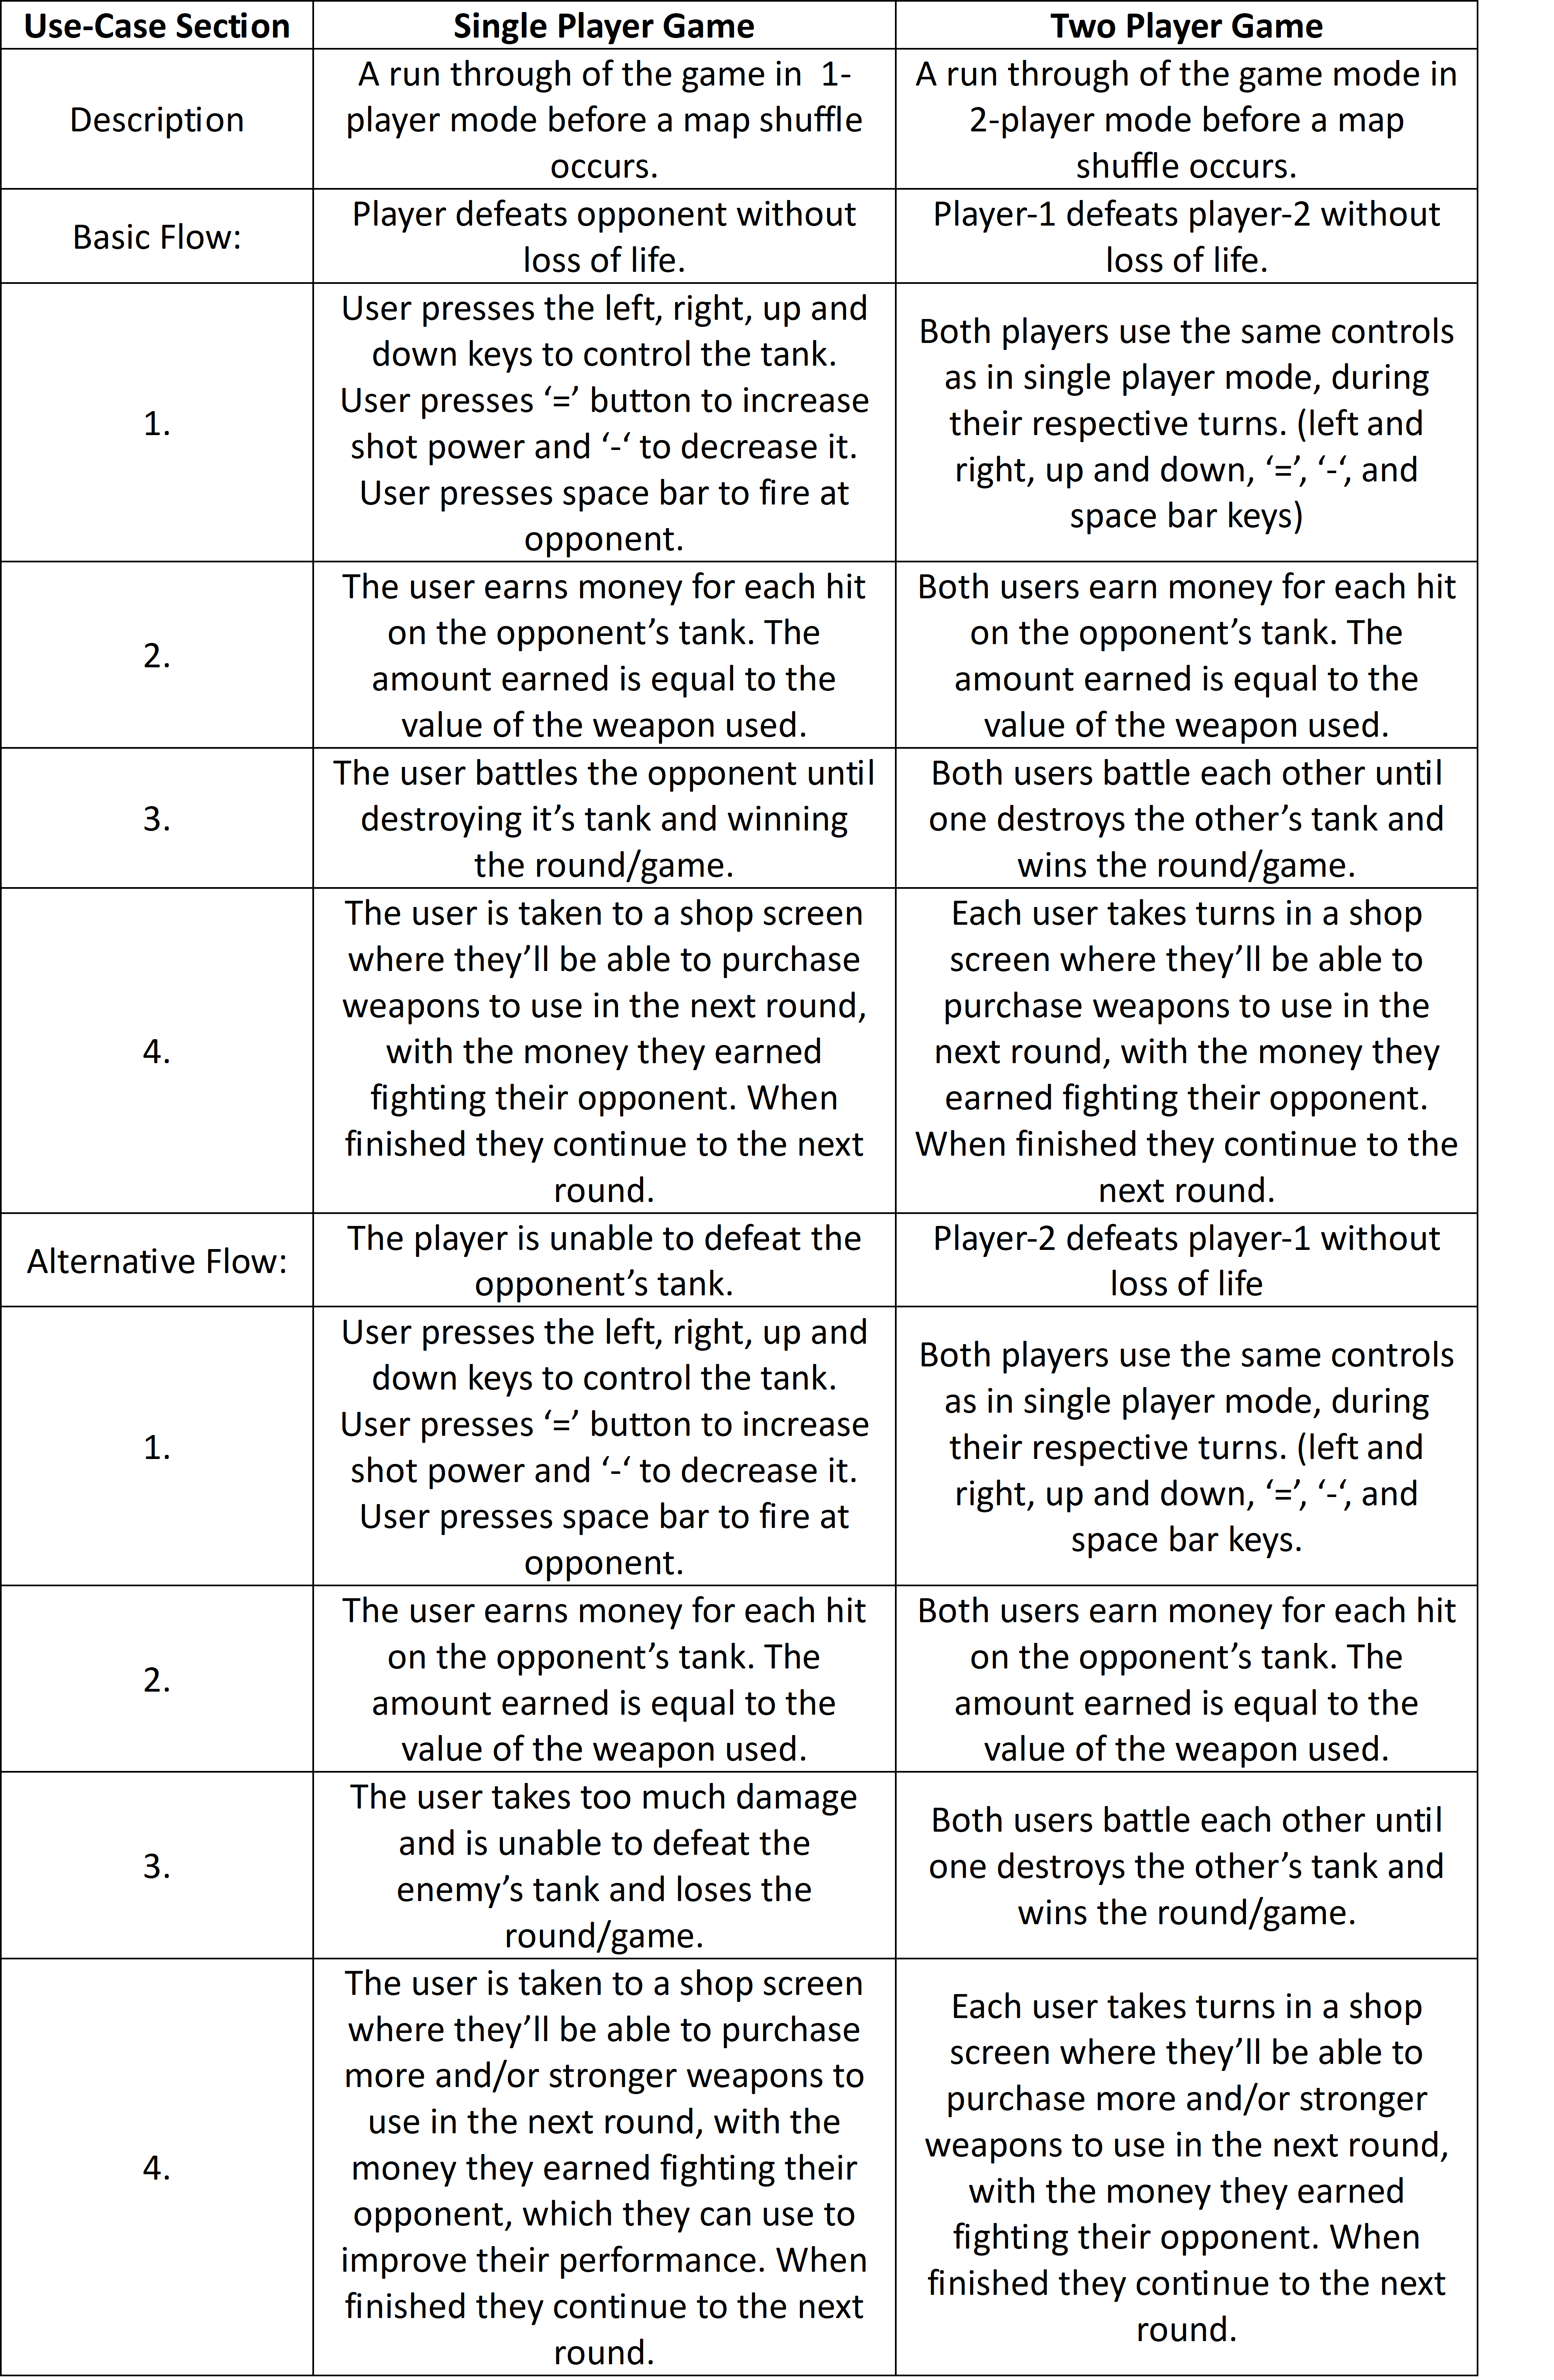 Use-Case Section Single Player Game Two Player Game
Description
A run through of the game in 1-
player mode before a map shuffle
occurs.
A run through of the game mode in
2-player mode before a map
shuffle occurs.
Basic Flow:
Player defeats opponent without
loss of life.
Player-1 defeats player-2 without
loss of life.
1.
User presses the left, right, up and
down keys to control the tank.
User presses ‘=’ button to increase
shot power and ‘-‘ to decrease it.
User presses space bar to fire at
opponent.
Both players use the same controls
as in single player mode, during
their respective turns. (left and
right, up and down, ‘=’, ‘-‘, and
space bar keys)
2.
The user earns money for each hit
on the opponent’s tank. The
amount earned is equal to the
value of the weapon used.
Both users earn money for each hit
on the opponent’s tank. The
amount earned is equal to the
value of the weapon used.
3.
The user battles the opponent until
destroying it’s tank and winning
the round/game.
Both users battle each other until
one destroys the other’s tank and
wins the round/game.
4.
The user is taken to a shop screen
where they’ll be able to purchase
weapons to use in the next round,
with the money they earned
fighting their opponent. When
finished they continue to the next
round.
Each user takes turns in a shop
screen where they’ll be able to
purchase weapons to use in the
next round, with the money they
earned fighting their opponent.
When finished they continue to the
next round.
Alternative Flow:
The player is unable to defeat the
opponent’s tank.
Player-2 defeats player-1 without
loss of life
1.
User presses the left, right, up and
down keys to control the tank.
User presses ‘=’ button to increase
shot power and ‘-‘ to decrease it.
User presses space bar to fire at
opponent.
Both players use the same controls
as in single player mode, during
their respective turns. (left and
right, up and down, ‘=’, ‘-‘, and
space bar keys.
2.
The user earns money for each hit
on the opponent’s tank. The
amount earned is equal to the
value of the weapon used.
Both users earn money for each hit
on the opponent’s tank. The
amount earned is equal to the
value of the weapon used.
3.
The user takes too much damage
and is unable to defeat the
enemy’s tank and loses the
round/game.
Both users battle each other until
one destroys the other’s tank and
wins the round/game.
4.
The user is taken to a shop screen
where they’ll be able to purchase
more and/or stronger weapons to
use in the next round, with the
money they earned fighting their
opponent, which they can use to
improve their performance. When
finished they continue to the next
round.
Each user takes turns in a shop
screen where they’ll be able to
purchase more and/or stronger
weapons to use in the next round,
with the money they earned
fighting their opponent. When
finished they continue to the next
round.